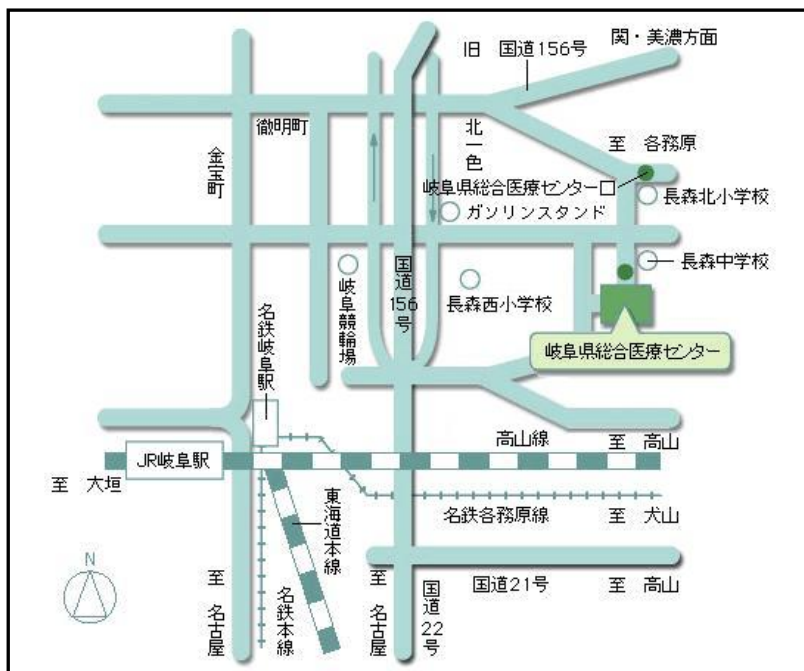 関・美濃方面
旧 国道156号
徹明町
北一色
至 各務原
金宝町
岐阜県総合医療センター口
長森北小学校
ガソリンスタンド
長森中学校
国道156号
岐阜競輪場
長森西小学校
名鉄岐阜駅
岐阜県総合医療センター
高山線
至 高山
JR岐阜駅
至 大垣
東海道本線
名鉄各務原線
至 犬山
N
至 名古屋
名鉄本線
至 名古屋
国道22号
国道21号
至 高山